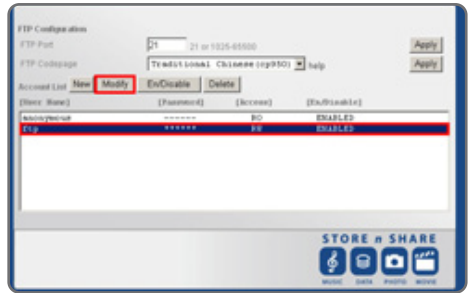 FTP Configuration
FTP Port 21 21 or 1025-65500 Apply
FTP Codepage Traditional Chinese(cp950) help Apply
Account List New Modify En/Disable Delete
[User Name] [Password] [Access] [En/Disable]
anonymous ------ RO ENABLED
ftp ****** RW ENABLED
STORE n SHARE
MUSIC DATA PHOTO MOVIE